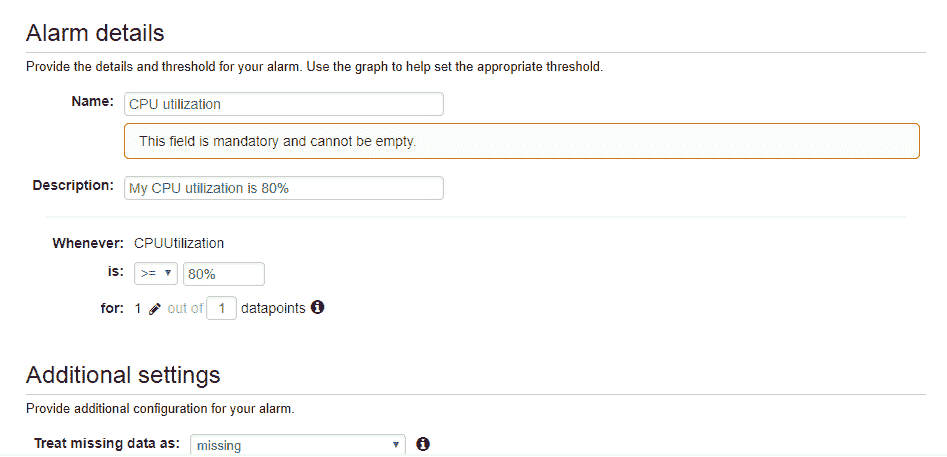 Alarm details
Provide the details and threshold for your alarm. Use the graph to help set the appropriate threshold.
Name: CPU utilization
This field is mandatory and cannot be empty.
Description: My CPU utilization is 80%
Whenever: CPUUtilization
is: >= 80%
for: 1 out of 1 datapoints
Additional settings
Provide additional configuration for your alarm.
Treat missing data as: missing